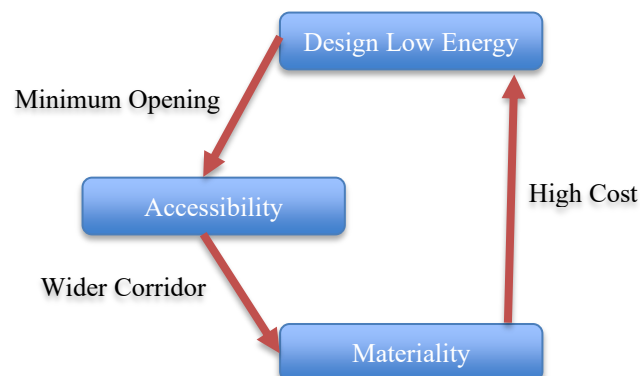 Design Low Energy
Minimum Opening
Accessibility
High Cost
Wider Corridor
Materiality